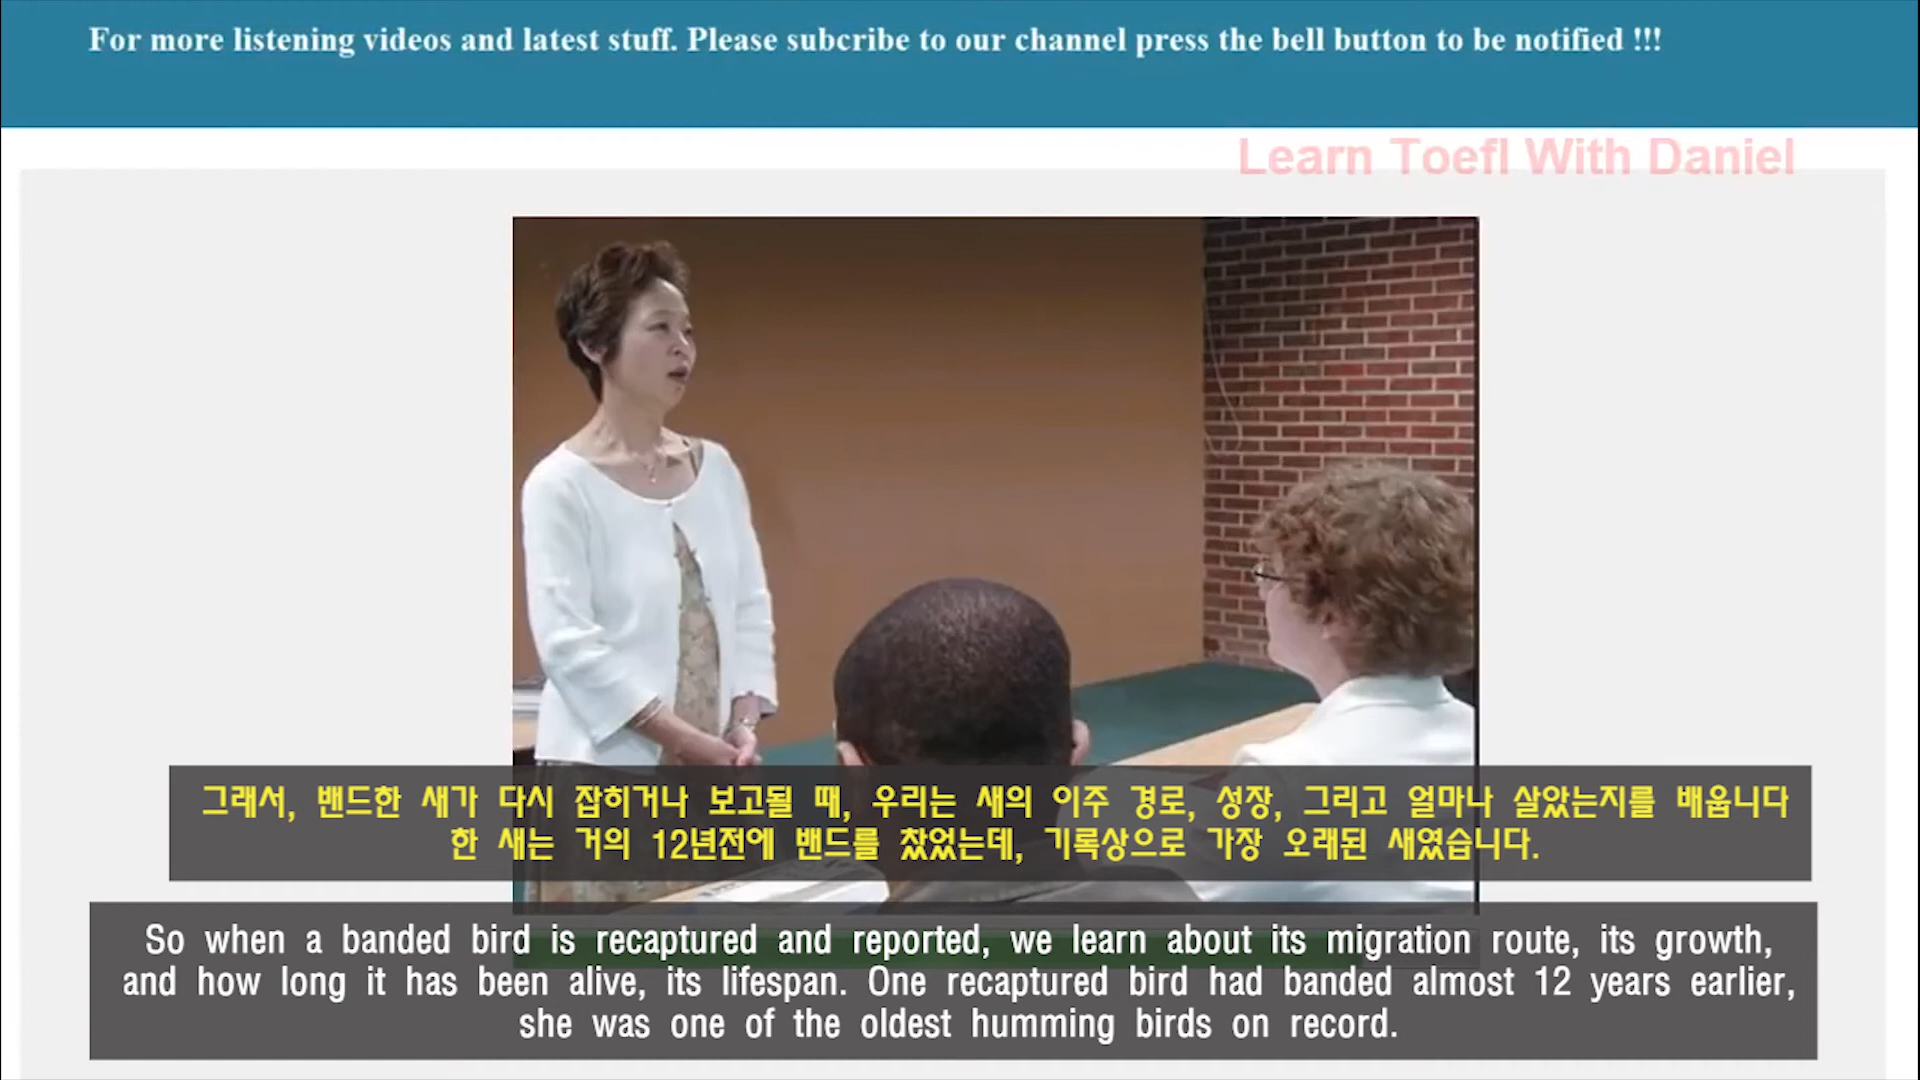 For more listening videos and latest stuff. Please subcribe to our channel press the bell button to be notified !!!
Learn Toefl With Daniel
그래서, 밴드한 새가 다시 잡히거나 보고될 때, 우리는 새의 이주 경로, 성장, 그리고 얼마나 살았는지를 배웁니다
한 새는 거의 12년전에 밴드를 찼었는데, 기록상으로 가장 오래된 새였습니다.
So when a banded bird is recaptured and reported, we learn about its migration route, its growth,
and how long it has been alive, its lifespan. One recaptured bird had banded almost 12 years earlier,
she was one of the oldest humming birds on record.